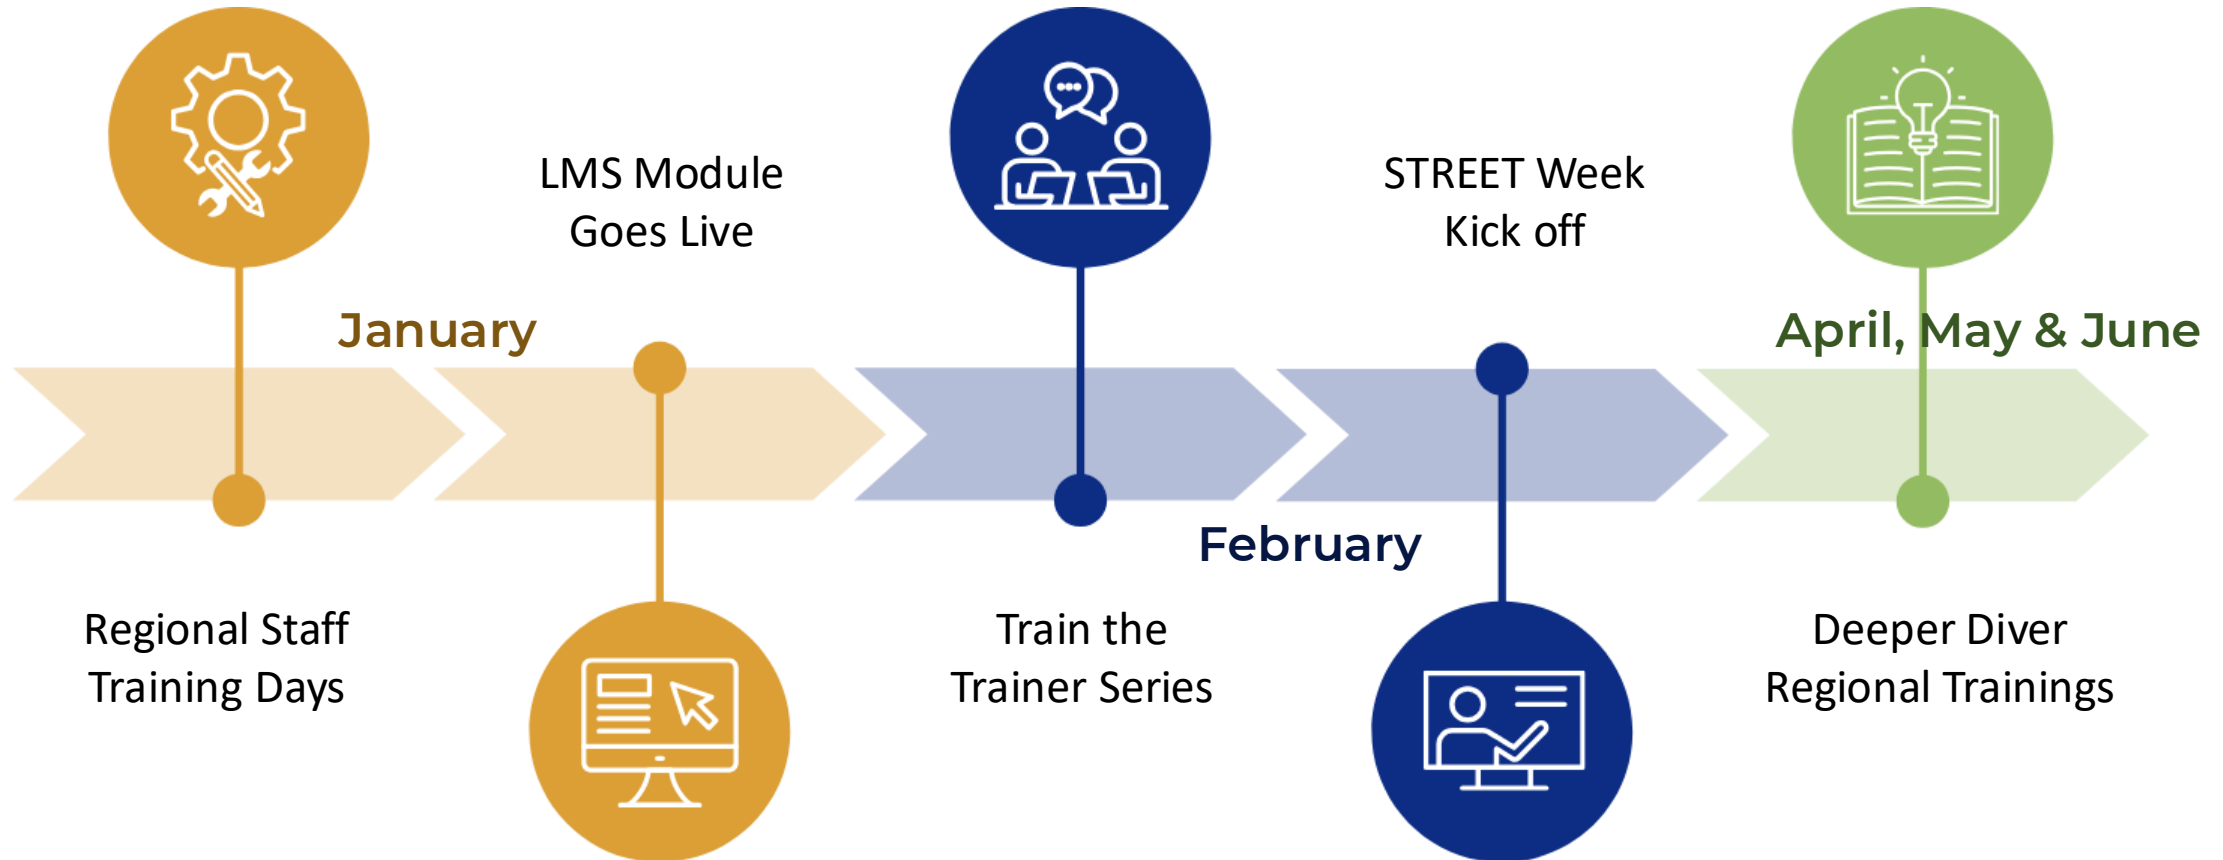 LMS Module
Goes Live
STREET Week
Kick off
January
April, May & June
February
Regional Staff
Training Days
Train the
Trainer Series
Deeper Diver
Regional Trainings